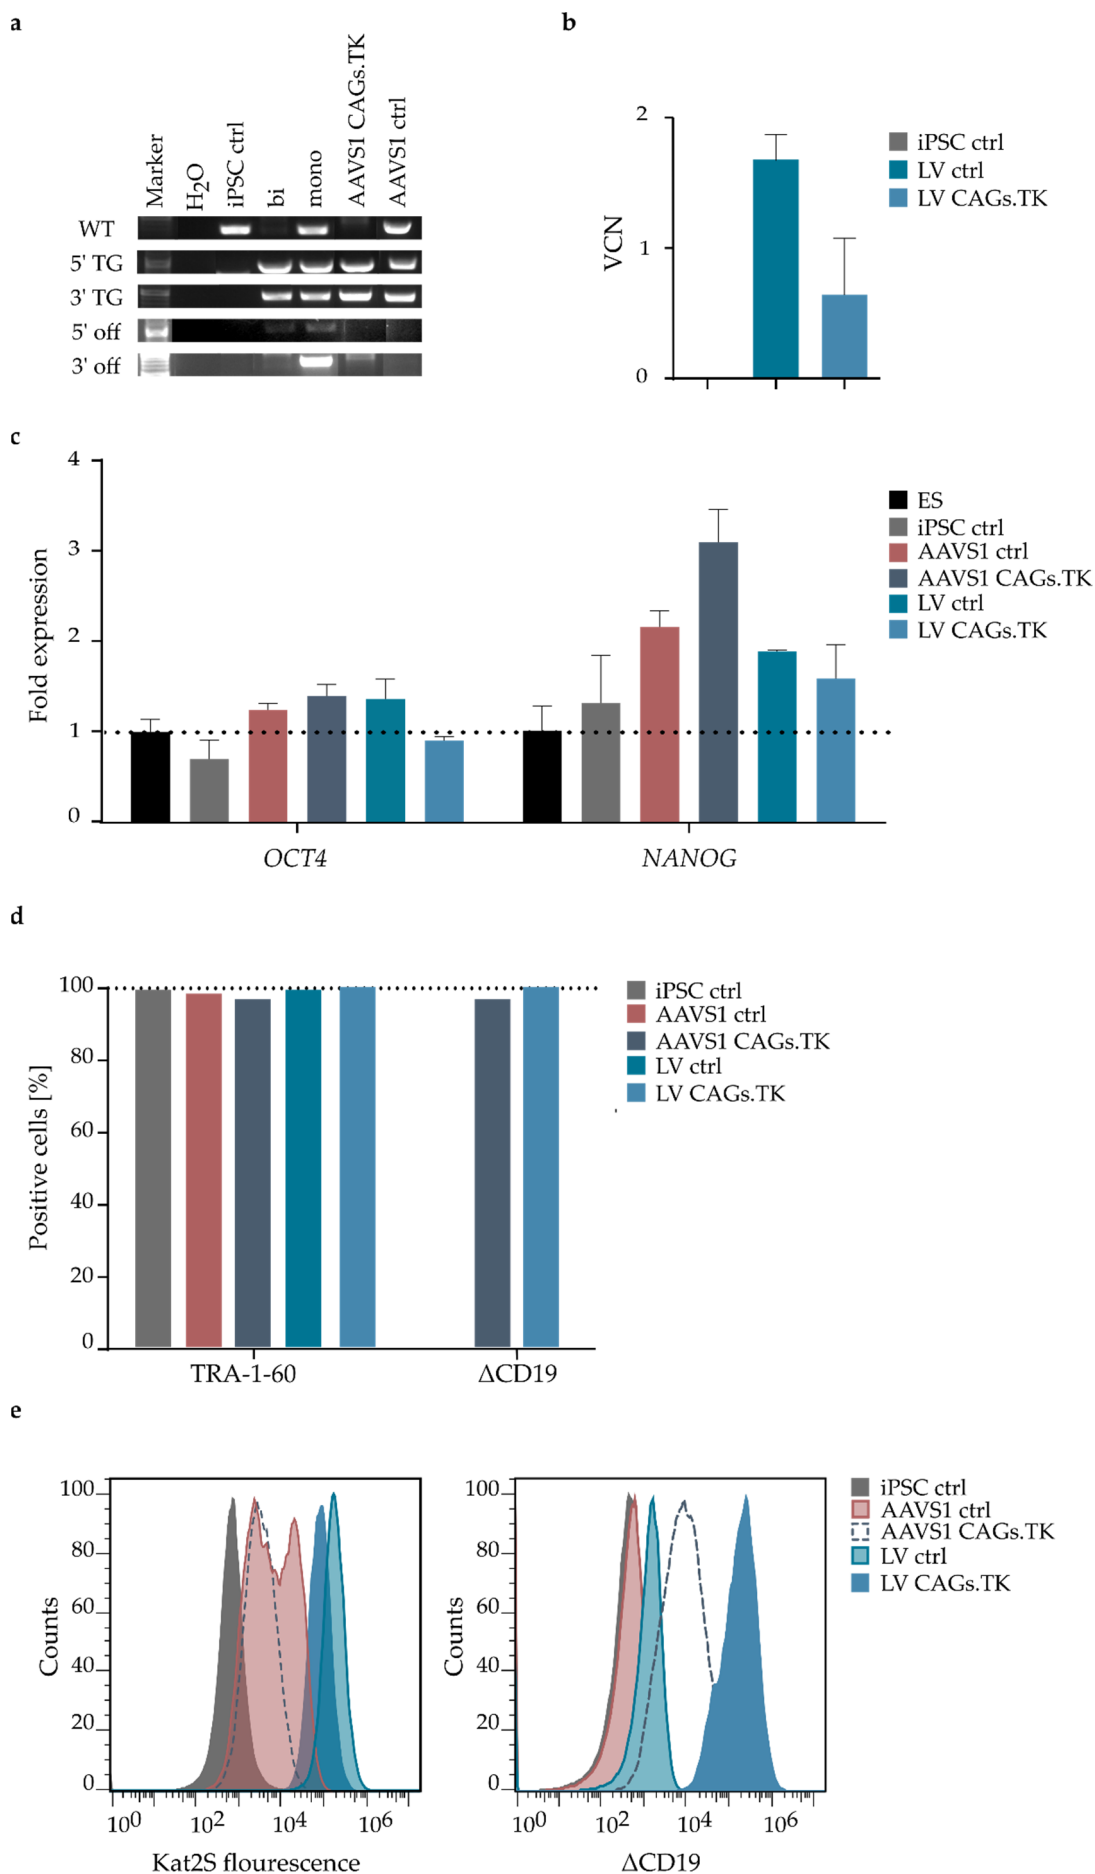 a
Marker
H2O
iPSC ctrl
bi
mono
AAVS1 CAGs.TK
AAVS1 ctrl
WT
5' TG
3' TG
5' off
3' off
b
VCN
2
1
0
iPSC ctrl
LV ctrl
LV CAGs.TK
c
Fold expression
4
3
2
1
0
OCT4
NANOG
ES
iPSC ctrl
AAVS1 ctrl
AAVS1 CAGs.TK
LV ctrl
LV CAGs.TK
d
Positive cells [%]
100
80
60
40
20
0
TRA-1-60
ΔCD19
iPSC ctrl
AAVS1 ctrl
AAVS1 CAGs.TK
LV ctrl
LV CAGs.TK
e
Counts
100
80
60
40
20
0
10^0 10^2 10^4 10^6
Kat2S flourescence
Counts
100
80
60
40
20
0
10^0 10^2 10^4 10^6
ΔCD19
iPSC ctrl
AAVS1 ctrl
AAVS1 CAGs.TK
LV ctrl
LV CAGs.TK